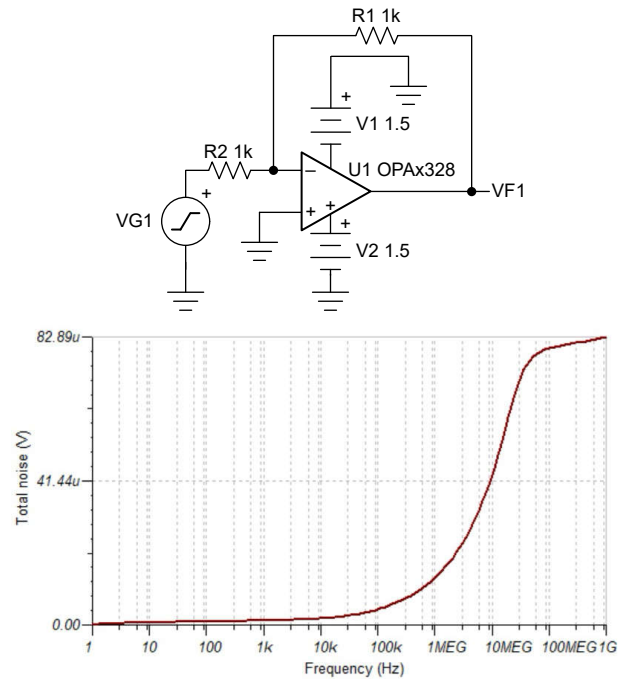 R1 1k
+
V1 1.5
R2 1k
U1 OPAx328
+
−
VG1
VF1
+
+
+
V2 1.5
82.89u
41.44u
0.00
Total noise (V)
1 10 100 1k 10k 100k 1MEG 10MEG 100MEG 1G
Frequency (Hz)